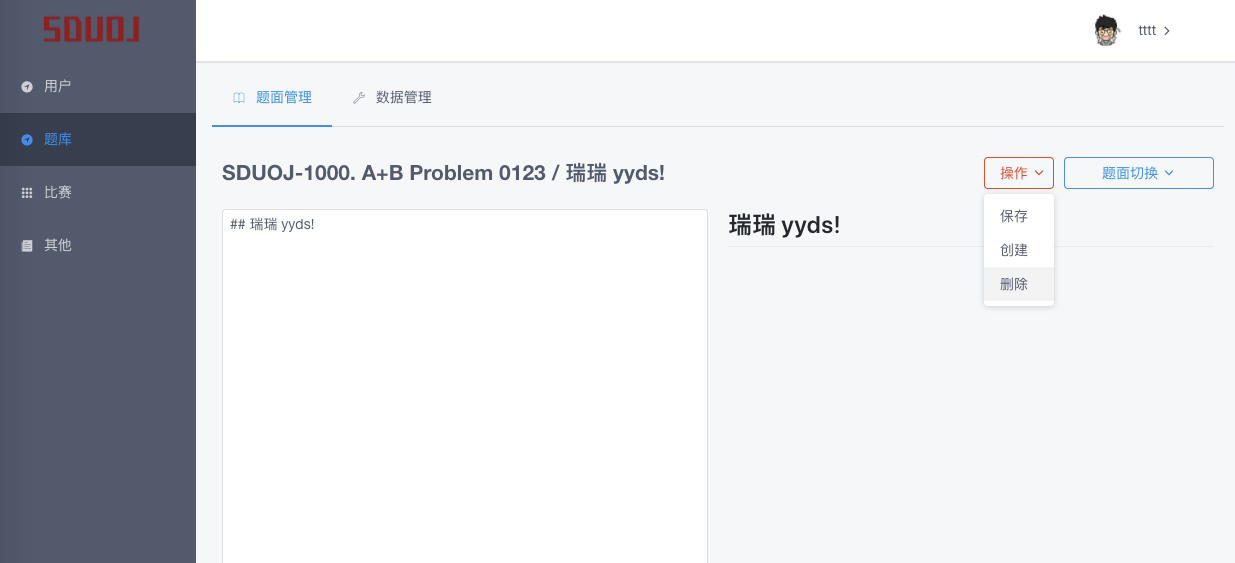 SDUOJ
tttt
用户
题库
比赛
其他
题面管理 数据管理
SDUOJ-1000. A+B Problem 0123 / 瑞瑞 yyds!
操作 题面切换
保存
创建
删除
## 瑞瑞 yyds!
瑞瑞 yyds!